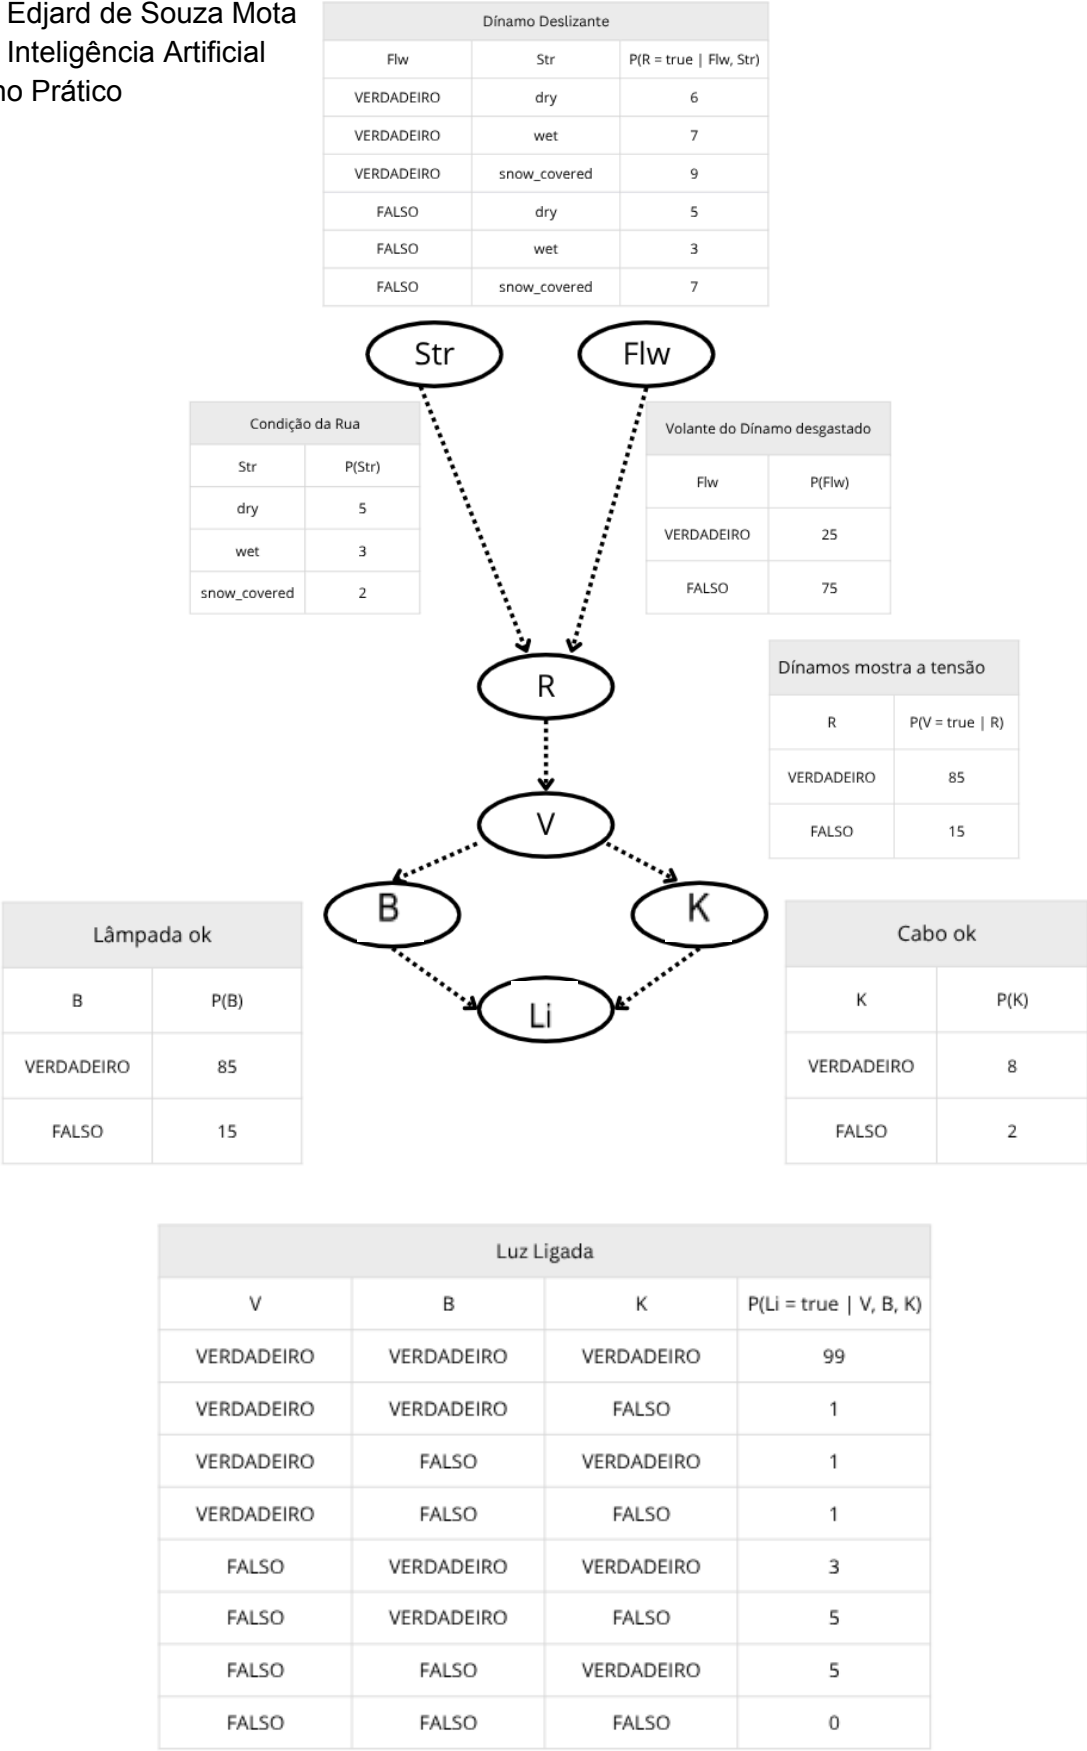 Edjard de Souza Mota
Inteligência Artificial
no Prático
Dínamo Deslizante
Flw Str P(R = true | Flw, Str)
VERDADEIRO dry 6
VERDADEIRO wet 7
VERDADEIRO snow_covered 9
FALSO dry 5
FALSO wet 3
FALSO snow_covered 7
Str Flw
Condição da Rua
Str P(Str)
dry 5
wet 3
snow_covered 2
Volante do Dínamo desgastado
Flw P(Flw)
VERDADEIRO 25
FALSO 75
R
Dínamos mostra a tensão
R P(V = true | R)
VERDADEIRO 85
FALSO 15
V
B K
Li
Lâmpada ok
B P(B)
VERDADEIRO 85
FALSO 15
Cabo ok
K P(K)
VERDADEIRO 8
FALSO 2
Luz Ligada
V B K P(Li = true | V, B, K)
VERDADEIRO VERDADEIRO VERDADEIRO 99
VERDADEIRO VERDADEIRO FALSO 1
VERDADEIRO FALSO VERDADEIRO 1
VERDADEIRO FALSO FALSO 1
FALSO VERDADEIRO VERDADEIRO 3
FALSO VERDADEIRO FALSO 5
FALSO FALSO VERDADEIRO 5
FALSO FALSO FALSO 0